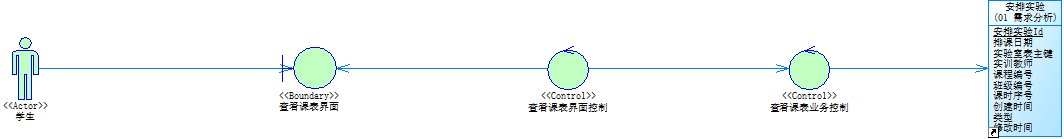 <<Actor>>
学生
<<Boundary>>
查看课表界面
<<Control>>
查看课表界面控制
<<Control>>
查看课表业务控制
安排实验
(01 需求分析)
安排实验Id
排课日期
实验室表主键
实训教师
课程编号
班级编号
课时序号
创建时间
类型
修改时间